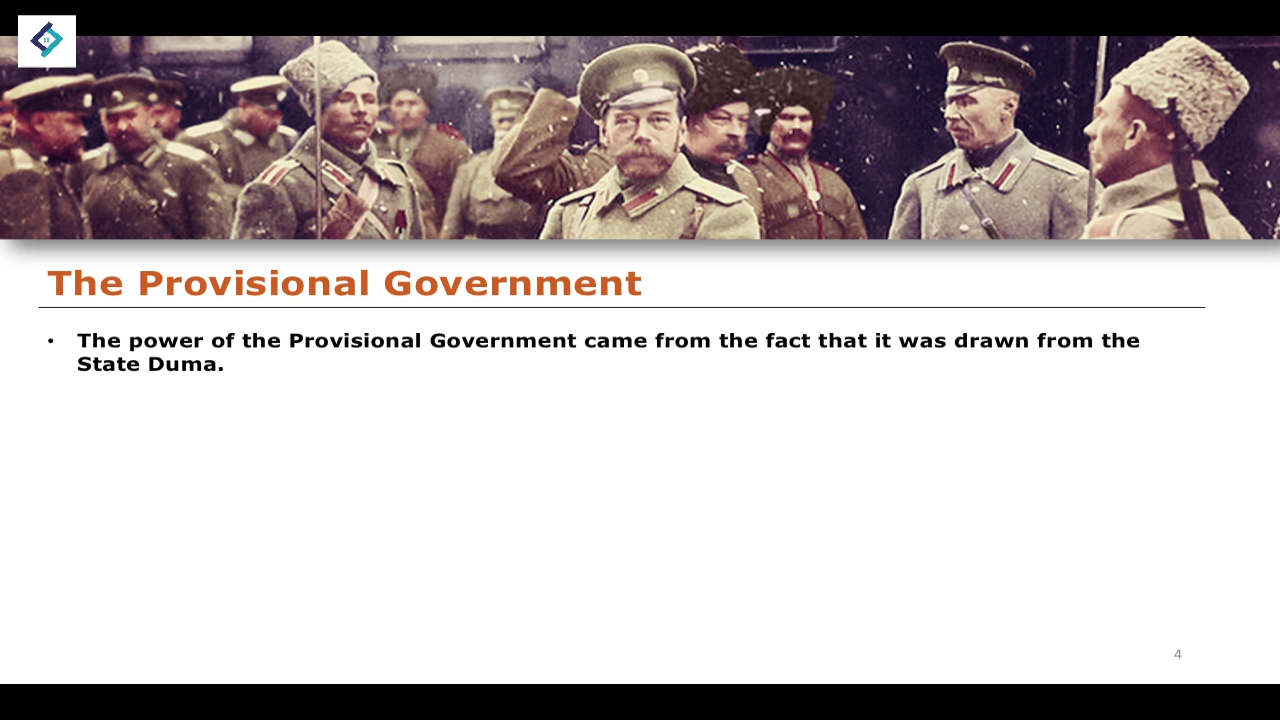 The Provisional Government
• The power of the Provisional Government came from the fact that it was drawn from the
State Duma.
4